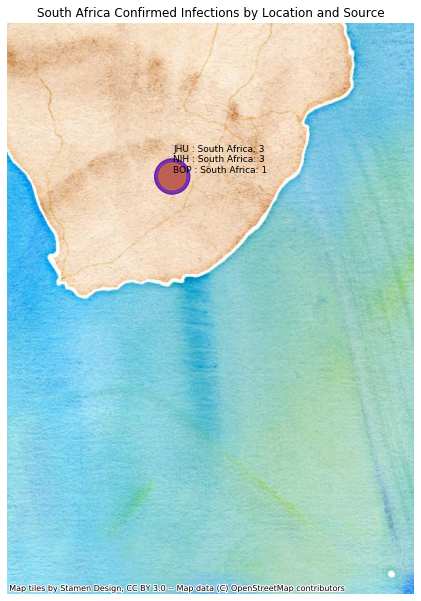 South Africa Confirmed Infections by Location and Source
JHU : South Africa: 3
NIH : South Africa: 3
BOP : South Africa: 1
Map tiles by Stamen Design, CC BY 3.0 -- Map data (C) OpenStreetMap contributors